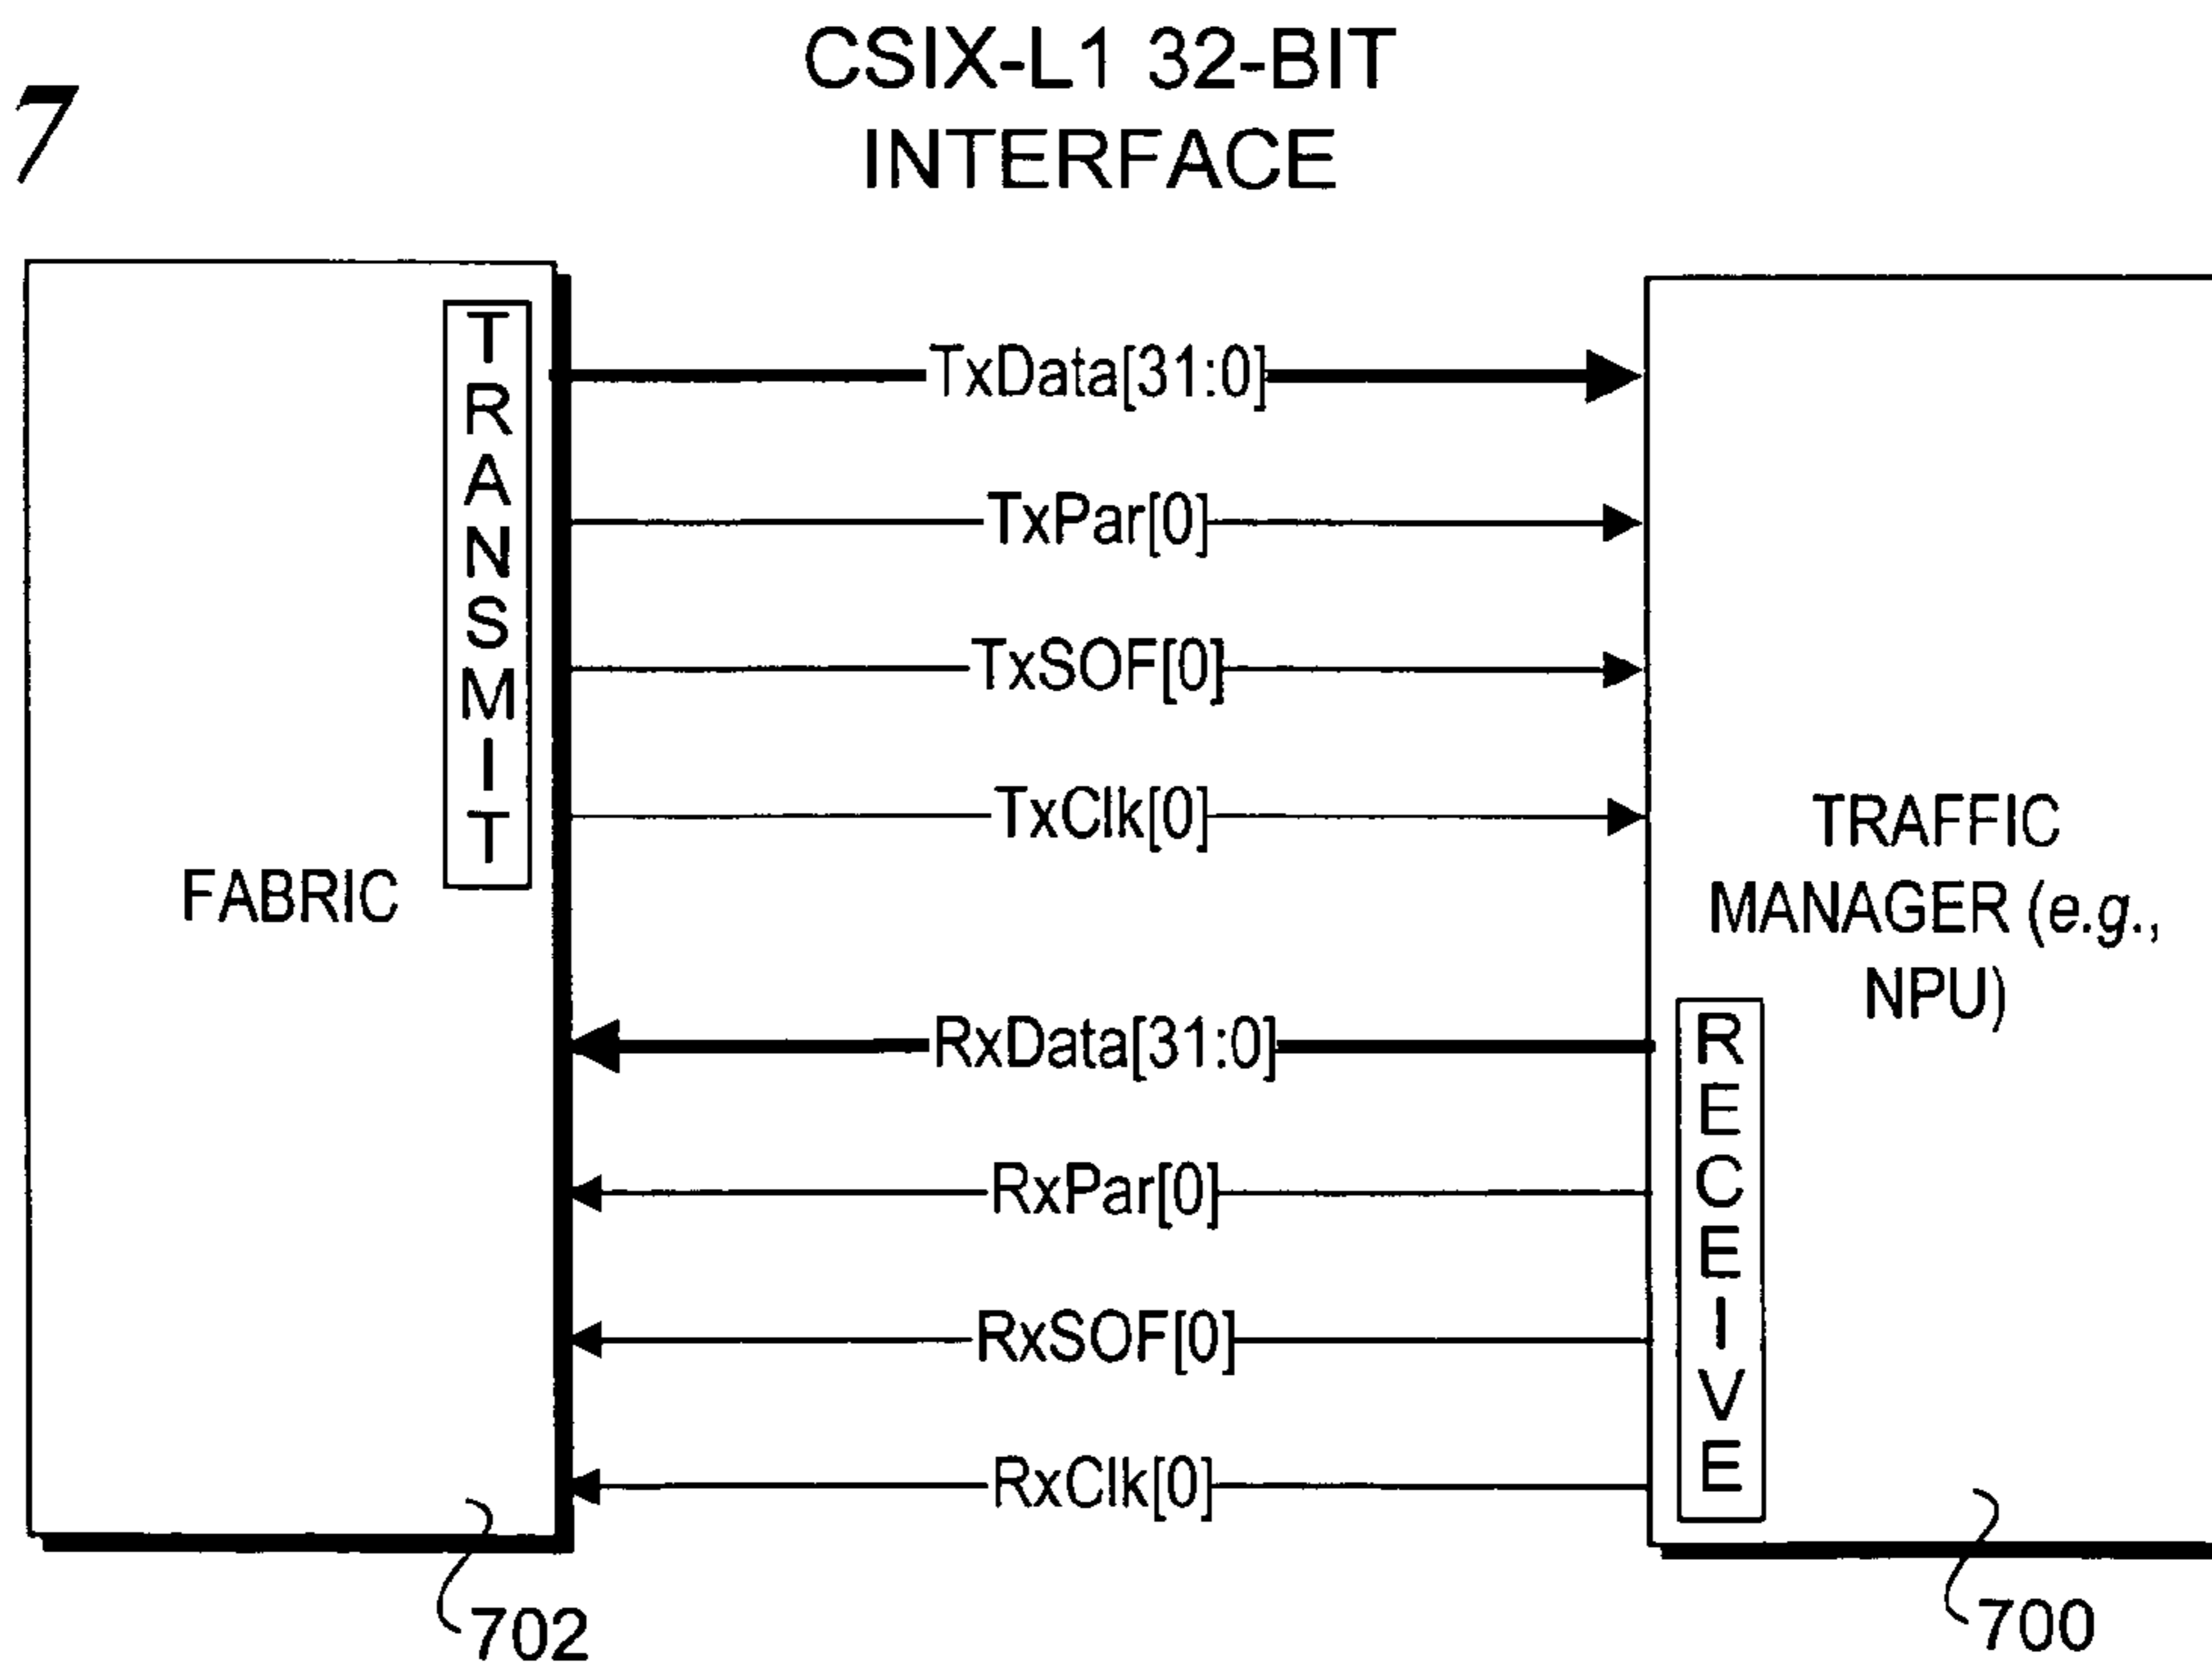 7
CSIX-L1 32-BIT
INTERFACE
TRANSMIT
FABRIC
TxData[31:0]
TxPar[0]
TxSOF[0]
TxClk[0]
RxData[31:0]
RxPar[0]
RxSOF[0]
RxClk[0]
TRAFFIC
MANAGER (e.g.,
NPU)
RECEIVE
702
700